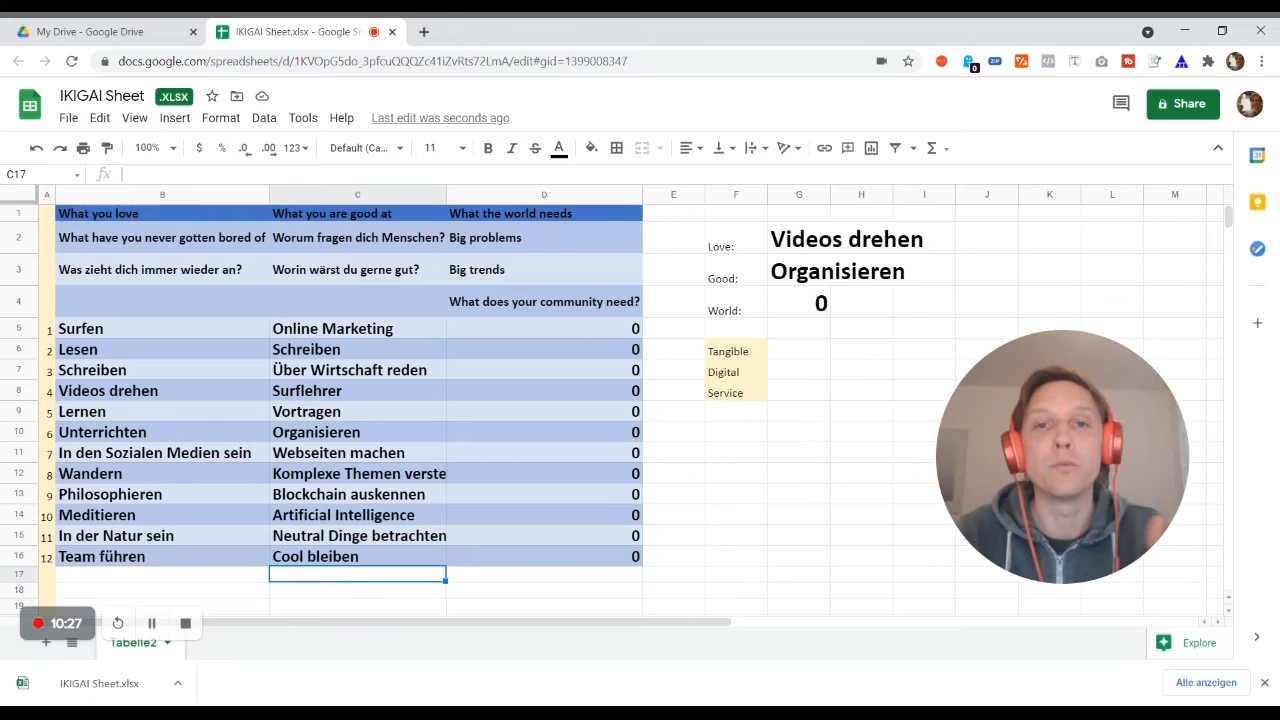 My Drive - Google Drive
IKIGAI Sheet.xlsx - Google Sh
docs.google.com/spreadsheets/d/1KVOpG5do_3pfcuQQQZHI41iZvRts72LmA/edit#gid=1399008347
0
ZIP
IKIGAI Sheet .XLSX
File Edit View Insert Format Data Tools Help Last edit was seconds ago
Share
100% $ % .0 .00 123 Default (Ca... 11 B I S A
C17 fx
A B C D E F G H I J K L M
1 What you love What you are good at What the world needs
2 What have you never gotten bored of Worum fragen dich Menschen? Big problems Love: Videos drehen
3 Was zieht dich immer wieder an? Worin wärst du gerne gut? Big trends Good: Organisieren
4 What does your community need? World: 0
5 1 Surfen Online Marketing 0
6 2 Lesen Schreiben 0 Tangible
7 3 Schreiben Über Wirtschaft reden 0 Digital
8 4 Videos drehen Surflehrer 0 Service
9 5 Lernen Vortragen 0
10 6 Unterrichten Organisieren 0
11 7 In den Sozialen Medien sein Webseiten machen 0
12 8 Wandern Komplexe Themen verste 0
13 9 Philosophieren Blockchain auskennen 0
14 10 Meditieren Artificial Intelligence 0
15 11 In der Natur sein Neutral Dinge betrachten 0
16 12 Team führen Cool bleiben 0
17
18
19
10:27
Tabelle2
Explore
IKIGAI Sheet.xlsx
Alle anzeigen